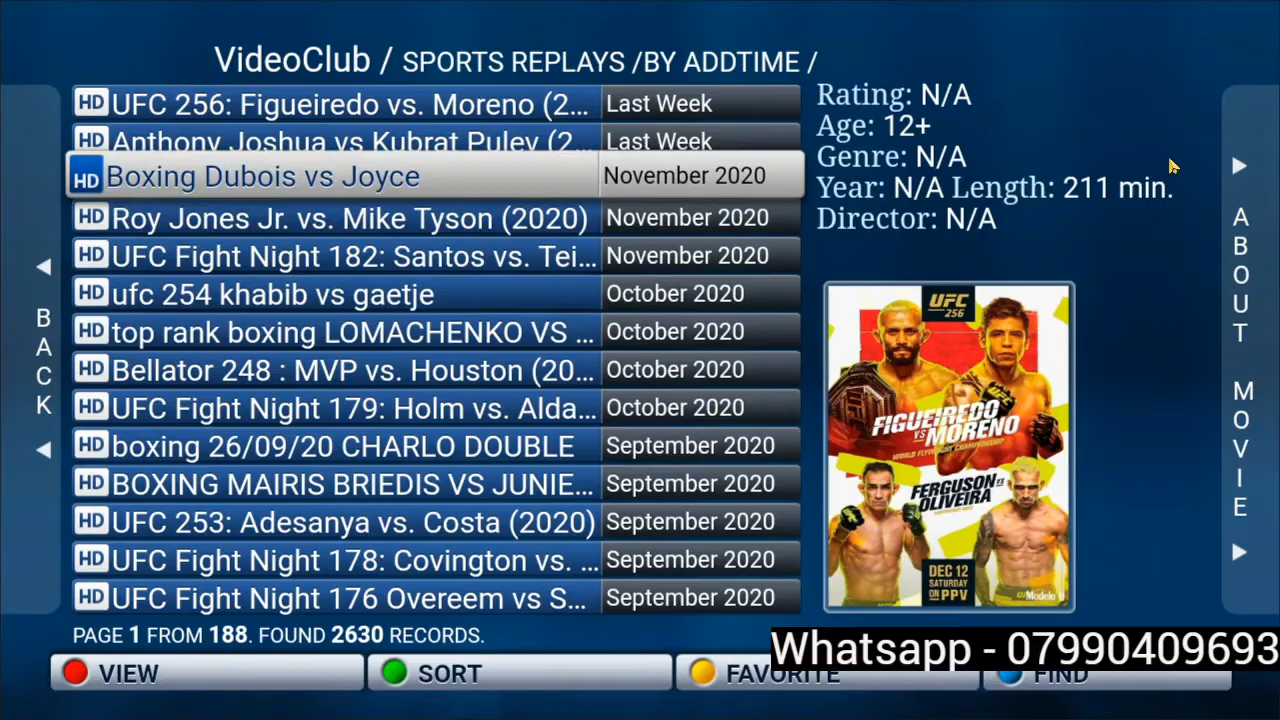 VideoClub / SPORTS REPLAYS /BY ADDTIME /
HD UFC 256: Figueiredo vs. Moreno (2... Last Week
HD Anthony Joshua vs Kubrat Pulev (2... Last Week
HD Boxing Dubois vs Joyce November 2020
HD Roy Jones Jr. vs. Mike Tyson (2020) November 2020
HD UFC Fight Night 182: Santos vs. Tei... November 2020
HD ufc 254 khabib vs gaetje October 2020
HD top rank boxing LOMACHENKO VS ... October 2020
HD Bellator 248 : MVP vs. Houston (20... October 2020
HD UFC Fight Night 179: Holm vs. Alda... October 2020
HD boxing 26/09/20 CHARLO DOUBLE September 2020
HD BOXING MAIRIS BRIEDIS VS JUNIE... September 2020
HD UFC 253: Adesanya vs. Costa (2020) September 2020
HD UFC Fight Night 178: Covington vs. ... September 2020
HD UFC Fight Night 176 Overeem vs S... September 2020
PAGE 1 FROM 188. FOUND 2630 RECORDS.
Rating: N/A
Age: 12+
Genre: N/A
Year: N/A Length: 211 min.
Director: N/A
UFC
256
FIGUEIREDO
VS
MORENO
WORLD FLYWEIGHT CHAMPIONSHIP
FERGUSON VS
OLIVEIRA
DEC 12
SATURDAY
ON PPV
Modelo
BACK
ABOUT MOVIE
Whatsapp - 07990409693
VIEW
SORT
FAVORITE
FIND